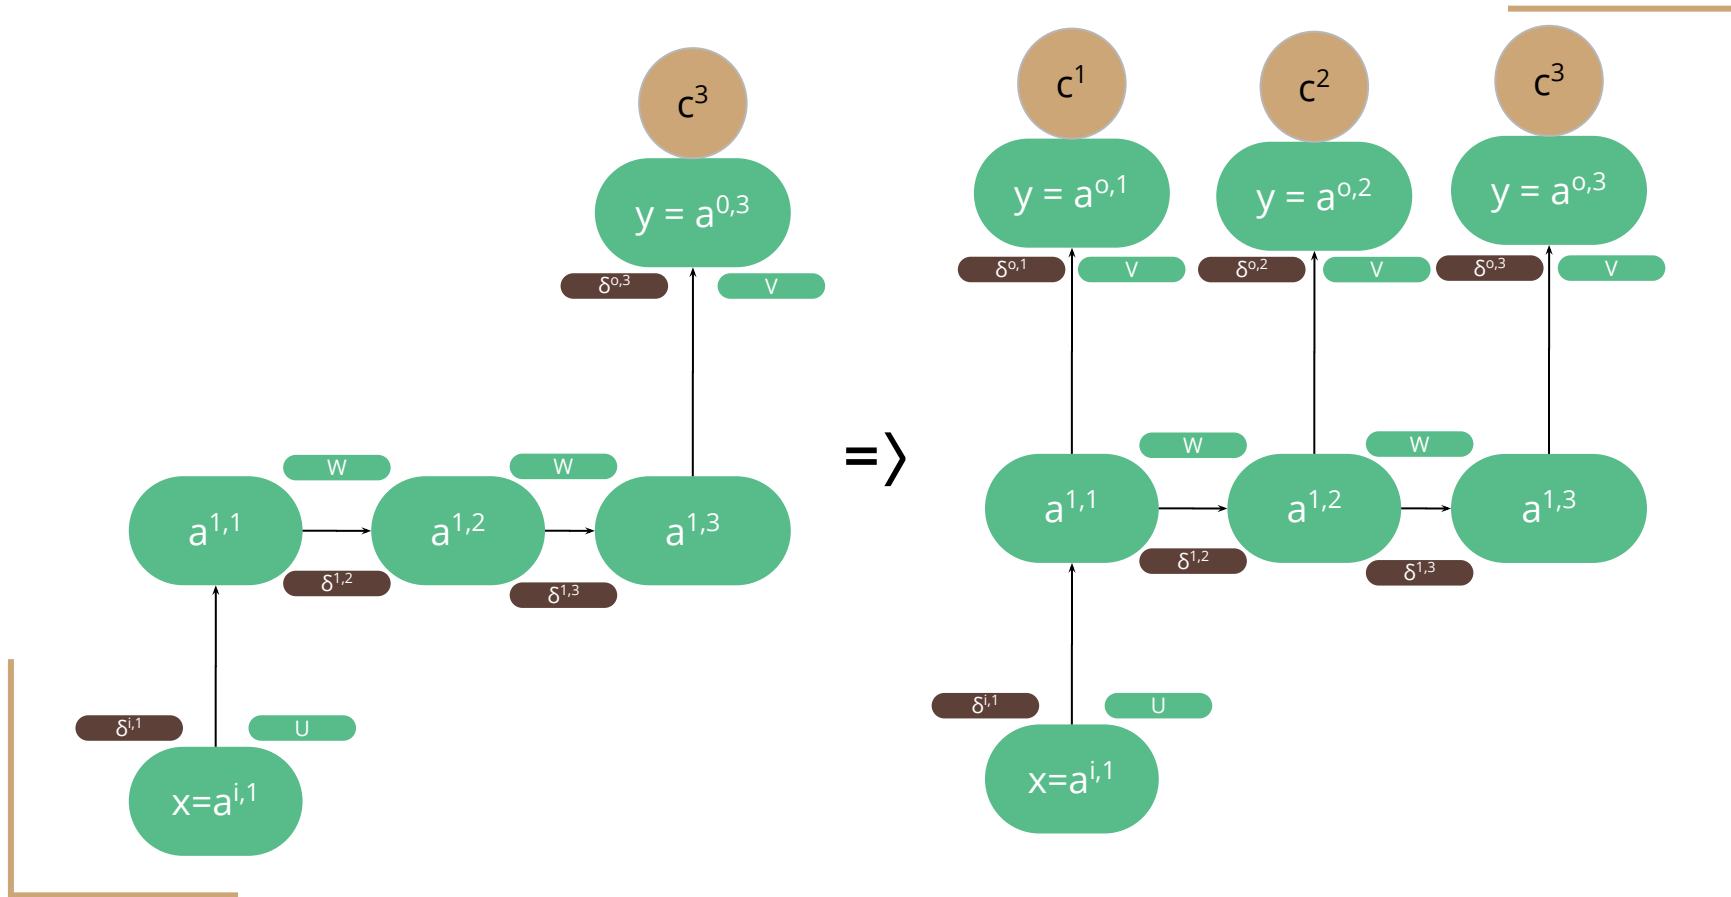 c³
y = a⁰,³
δᵒ,³
V
W
W
a¹,¹
a¹,²
a¹,³
δ¹,²
δ¹,³
δⁱ,¹
U
x=aⁱ,¹
=⟩
c¹
c²
c³
y = aᵒ,¹
y = aᵒ,²
y = aᵒ,³
δᵒ,¹
V
δᵒ,²
V
δᵒ,³
V
W
W
a¹,¹
a¹,²
a¹,³
δ¹,²
δ¹,³
δⁱ,¹
U
x=aⁱ,¹